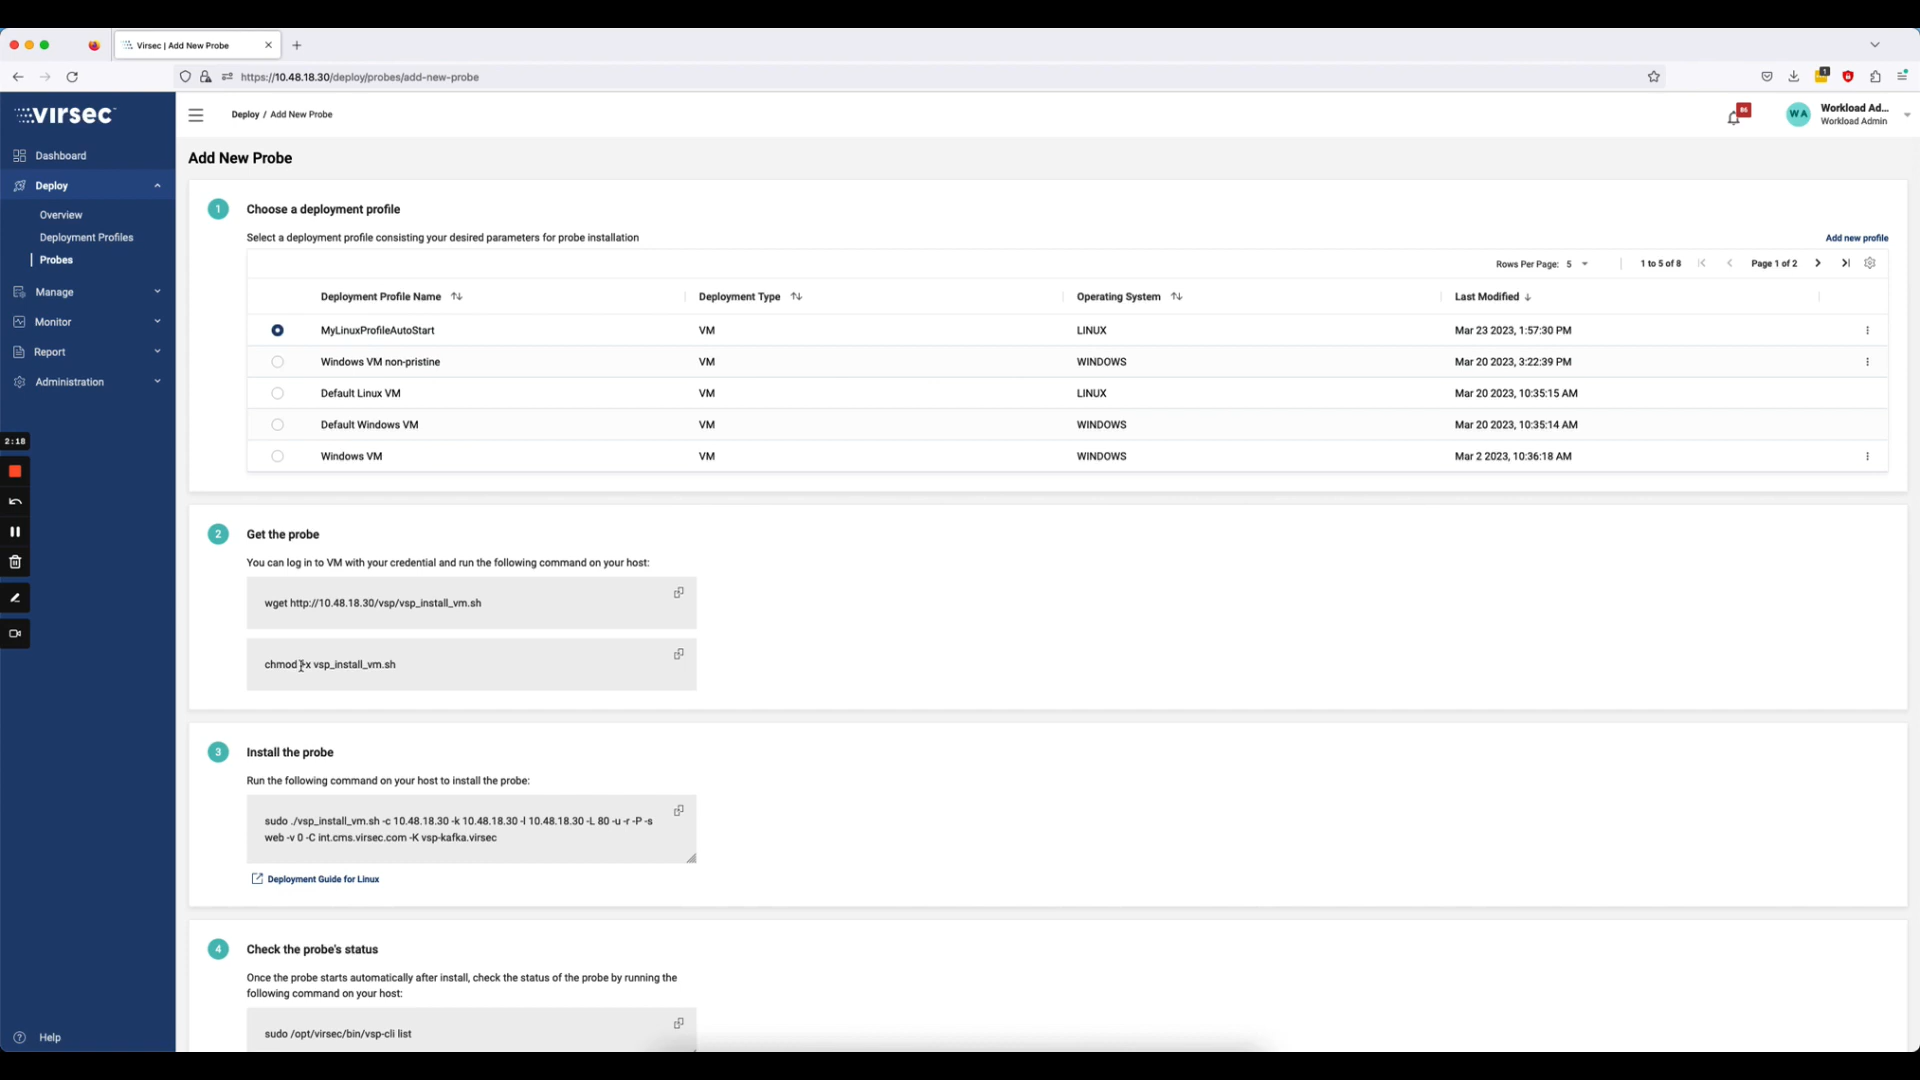 Virsec | Add New Probe
https://10.48.18.30/deploy/probes/add-new-probe
1
virsec
Deploy / Add New Probe
86
WA
Workload Ad...
Workload Admin
Dashboard
Deploy
Overview
Deployment Profiles
Probes
Manage
Monitor
Report
Administration
2:18
Help
Add New Probe
1
Choose a deployment profile
Select a deployment profile consisting your desired parameters for probe installation
Add new profile
Rows Per Page: 5
1 to 5 of 8
Page 1 of 2
Deployment Profile Name Deployment Type Operating System Last Modified
MyLinuxProfileAutoStart VM LINUX Mar 23 2023, 1:57:30 PM
Windows VM non-pristine VM WINDOWS Mar 20 2023, 3:22:39 PM
Default Linux VM VM LINUX Mar 20 2023, 10:35:15 AM
Default Windows VM VM WINDOWS Mar 20 2023, 10:35:14 AM
Windows VM VM WINDOWS Mar 2 2023, 10:36:18 AM
2
Get the probe
You can log in to VM with your credential and run the following command on your host:
wget http://10.48.18.30/vsp/vsp_install_vm.sh
chmod +x vsp_install_vm.sh
3
Install the probe
Run the following command on your host to install the probe:
sudo ./vsp_install_vm.sh -c 10.48.18.30 -k 10.48.18.30 -l 10.48.18.30 -L 80 -u -r -P -s
web -v 0 -C int.cms.virsec.com -K vsp-kafka.virsec
Deployment Guide for Linux
4
Check the probe's status
Once the probe starts automatically after install, check the status of the probe by running the
following command on your host:
sudo /opt/virsec/bin/vsp-cli list